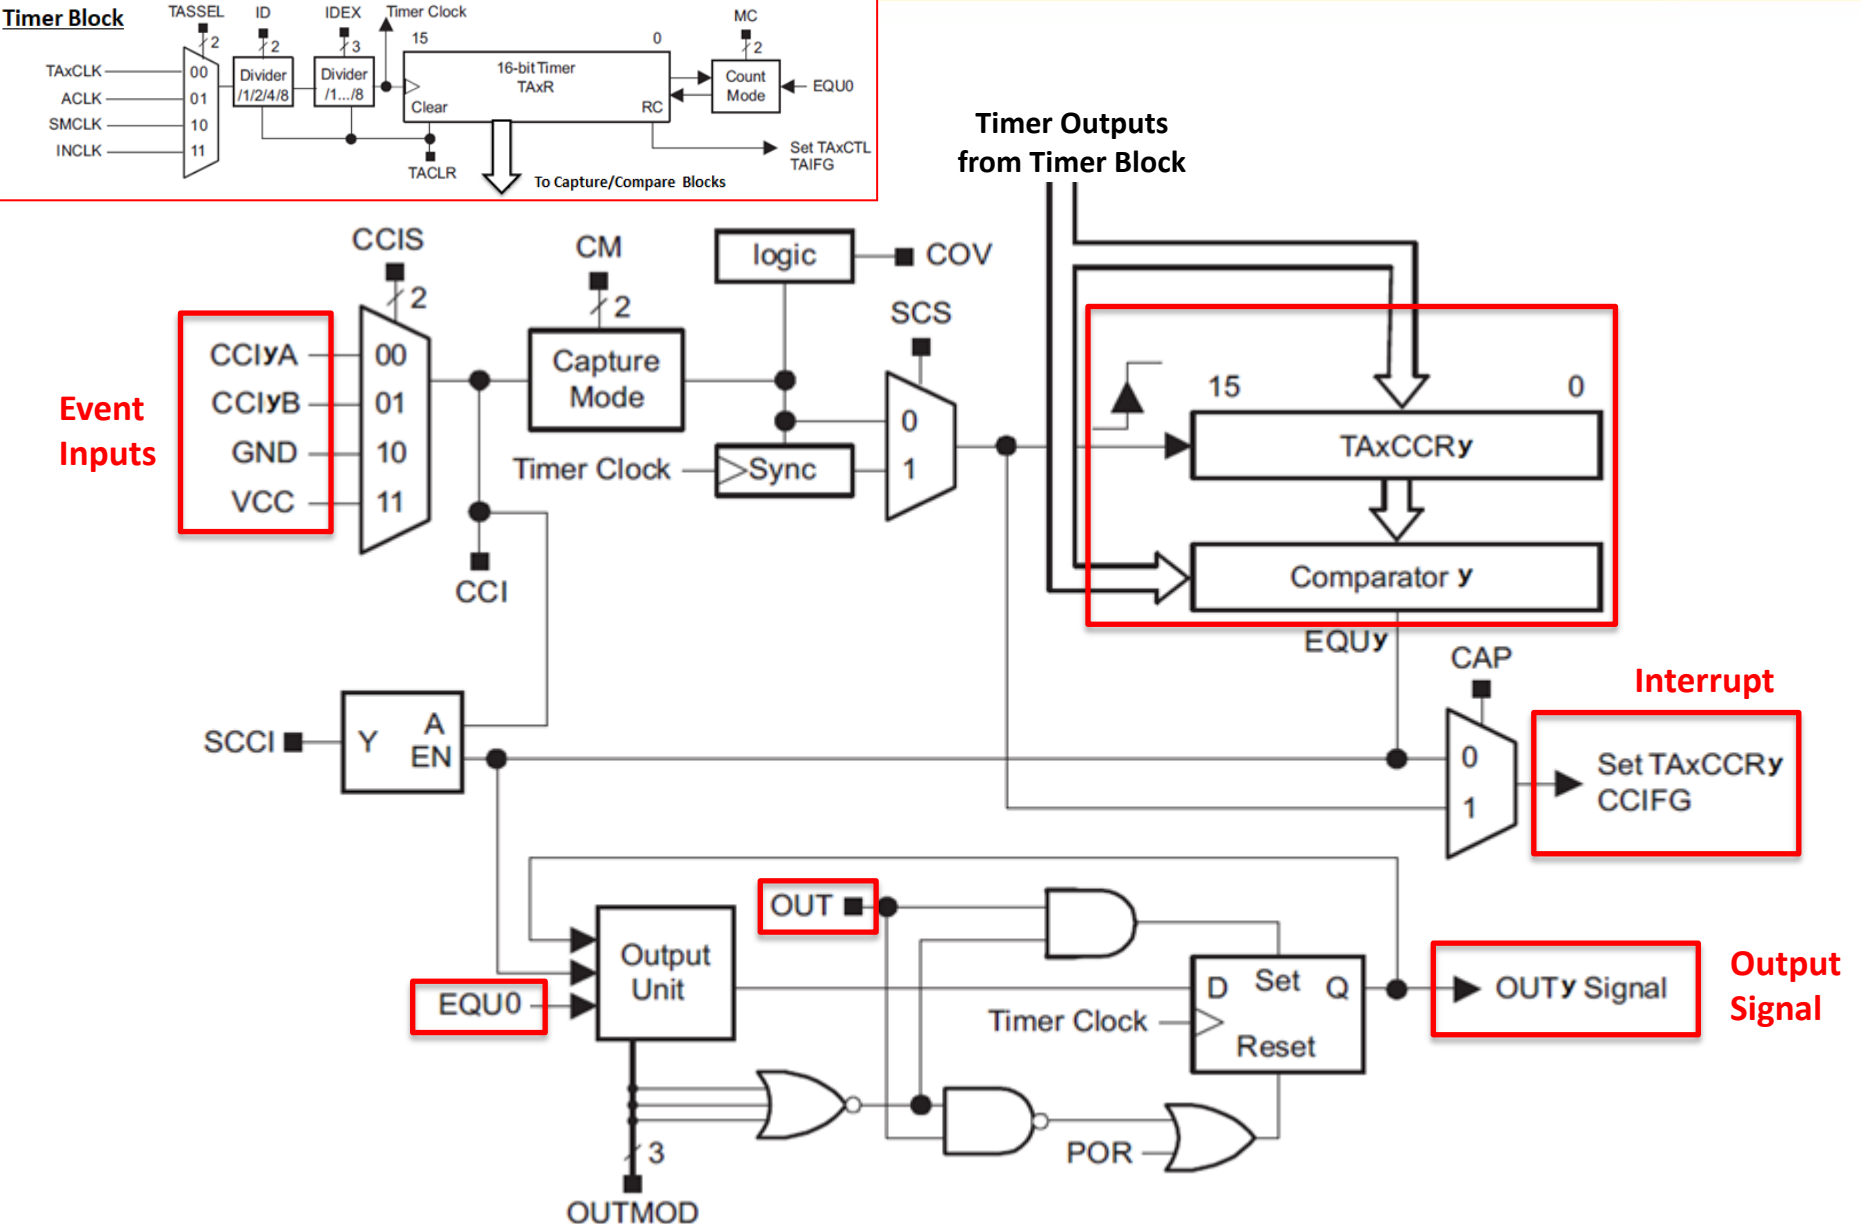 Timer Block
TASSEL
ID
IDEX
Timer Clock
MC
2
2
3
15
0
2
TAxCLK
00
ACLK
01
SMCLK
10
INCLK
11
Divider
/1/2/4/8
Divider
/1.../8
16-bit Timer
TAxR
Clear
RC
Count
Mode
EQU0
Set TAxCTL
TAIFG
TACLR
To Capture/Compare Blocks
Timer Outputs
from Timer Block
CCIS
2
CM
2
logic
COV
SCS
Event
Inputs
CCIyA
00
CCIyB
01
GND
10
VCC
11
Capture
Mode
Timer Clock
Sync
0
1
CCI
15
0
TAxCCRy
Comparator y
EQUy
CAP
Interrupt
SCCI
Y
A
EN
0
1
Set TAxCCRy
CCIFG
OUT
Output
Unit
EQU0
D
Set
Q
Timer Clock
Reset
OUTy Signal
Output
Signal
POR
3
OUTMOD